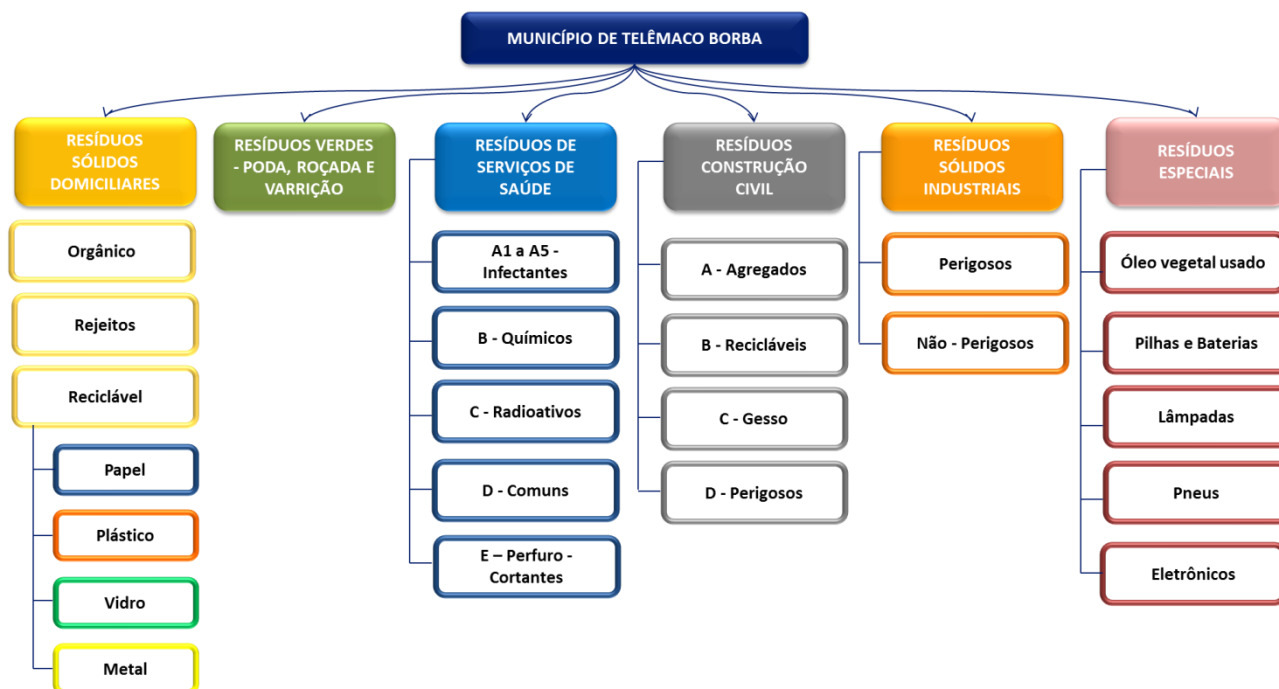 MUNICÍPIO DE TELÊMACO BORBA
RESÍDUOS
SÓLIDOS
DOMICILIARES
Orgânico
Rejeitos
Reciclável
Papel
Plástico
Vidro
Metal
RESÍDUOS VERDES
- PODA, ROÇADA E
VARRIÇÃO
RESÍDUOS DE
SERVIÇOS DE
SAÚDE
A1 a A5 -
Infectantes
B - Químicos
C - Radioativos
D - Comuns
E – Perfuro -
Cortantes
RESÍDUOS
CONSTRUÇÃO
CIVIL
A - Agregados
B - Recicláveis
C - Gesso
D - Perigosos
RESÍDUOS
SÓLIDOS
INDUSTRIAIS
Perigosos
Não - Perigosos
RESÍDUOS
ESPECIAIS
Óleo vegetal usado
Pilhas e Baterias
Lâmpadas
Pneus
Eletrônicos